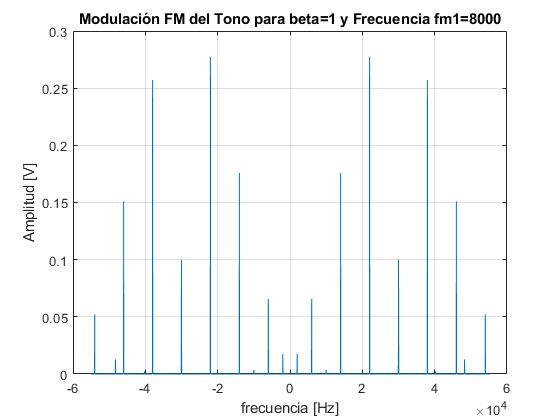 Modulación FM del Tono para beta=1 y Frecuencia fm1=8000
0.3
0.25
0.2
0.15
0.1
0.05
0
Amplitud [V]
-6 -4 -2 0 2 4 6
×10⁴
frecuencia [Hz]